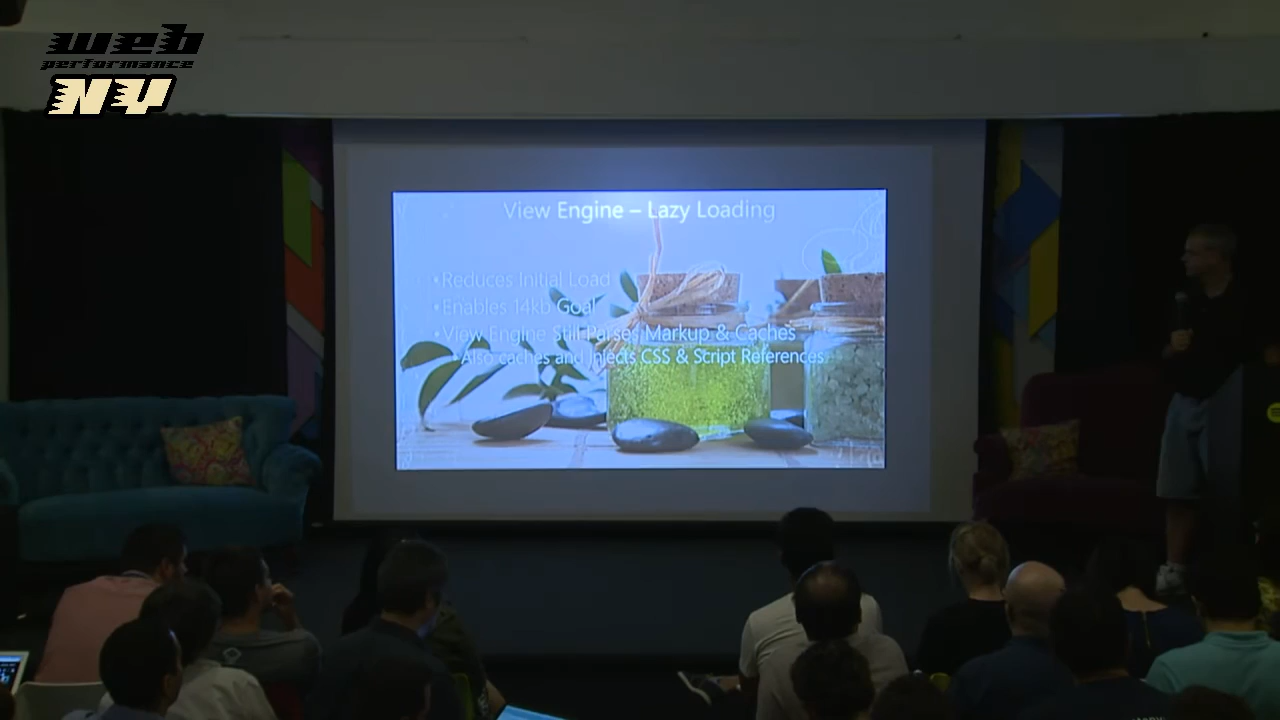 web
performance
NY
View Engine – Lazy Loading
• Reduces Initial Load
• Enables 14kb Goal
• View Engine Still Parses Markup & Caches
• Also caches and Injects CSS & Script References